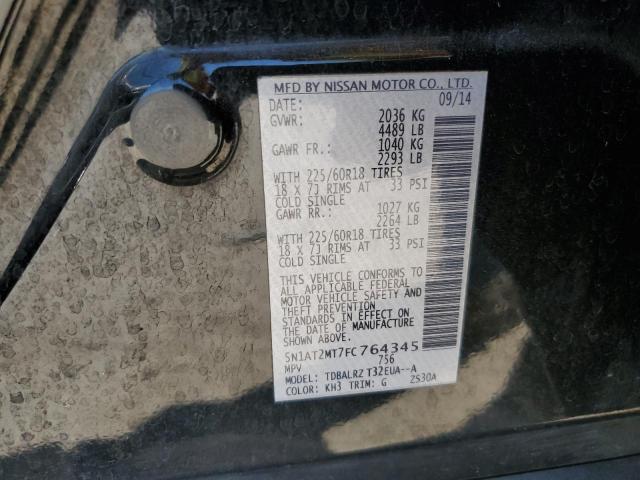 MFD BY NISSAN MOTOR CO., LTD.
DATE: 09/14
GVWR: 2036 KG
4489 LB
GAWR FR.: 1040 KG
2293 LB
WITH 225/60R18 TIRES
18 X 7J RIMS AT 33 PSI
COLD SINGLE
GAWR RR.: 1027 KG
2264 LB
WITH 225/60R18 TIRES
18 X 7J RIMS AT 33 PSI
COLD SINGLE
THIS VEHICLE CONFORMS TO
ALL APPLICABLE FEDERAL
MOTOR VEHICLE SAFETY AND
THEFT PREVENTION
STANDARDS IN EFFECT ON
THE DATE OF MANUFACTURE
SHOWN ABOVE.
5N1AT2MT7FC764345
MPV 756
MODEL: TDBALRZ T32EUA--A
COLOR: KH3 TRIM: G 2S30A